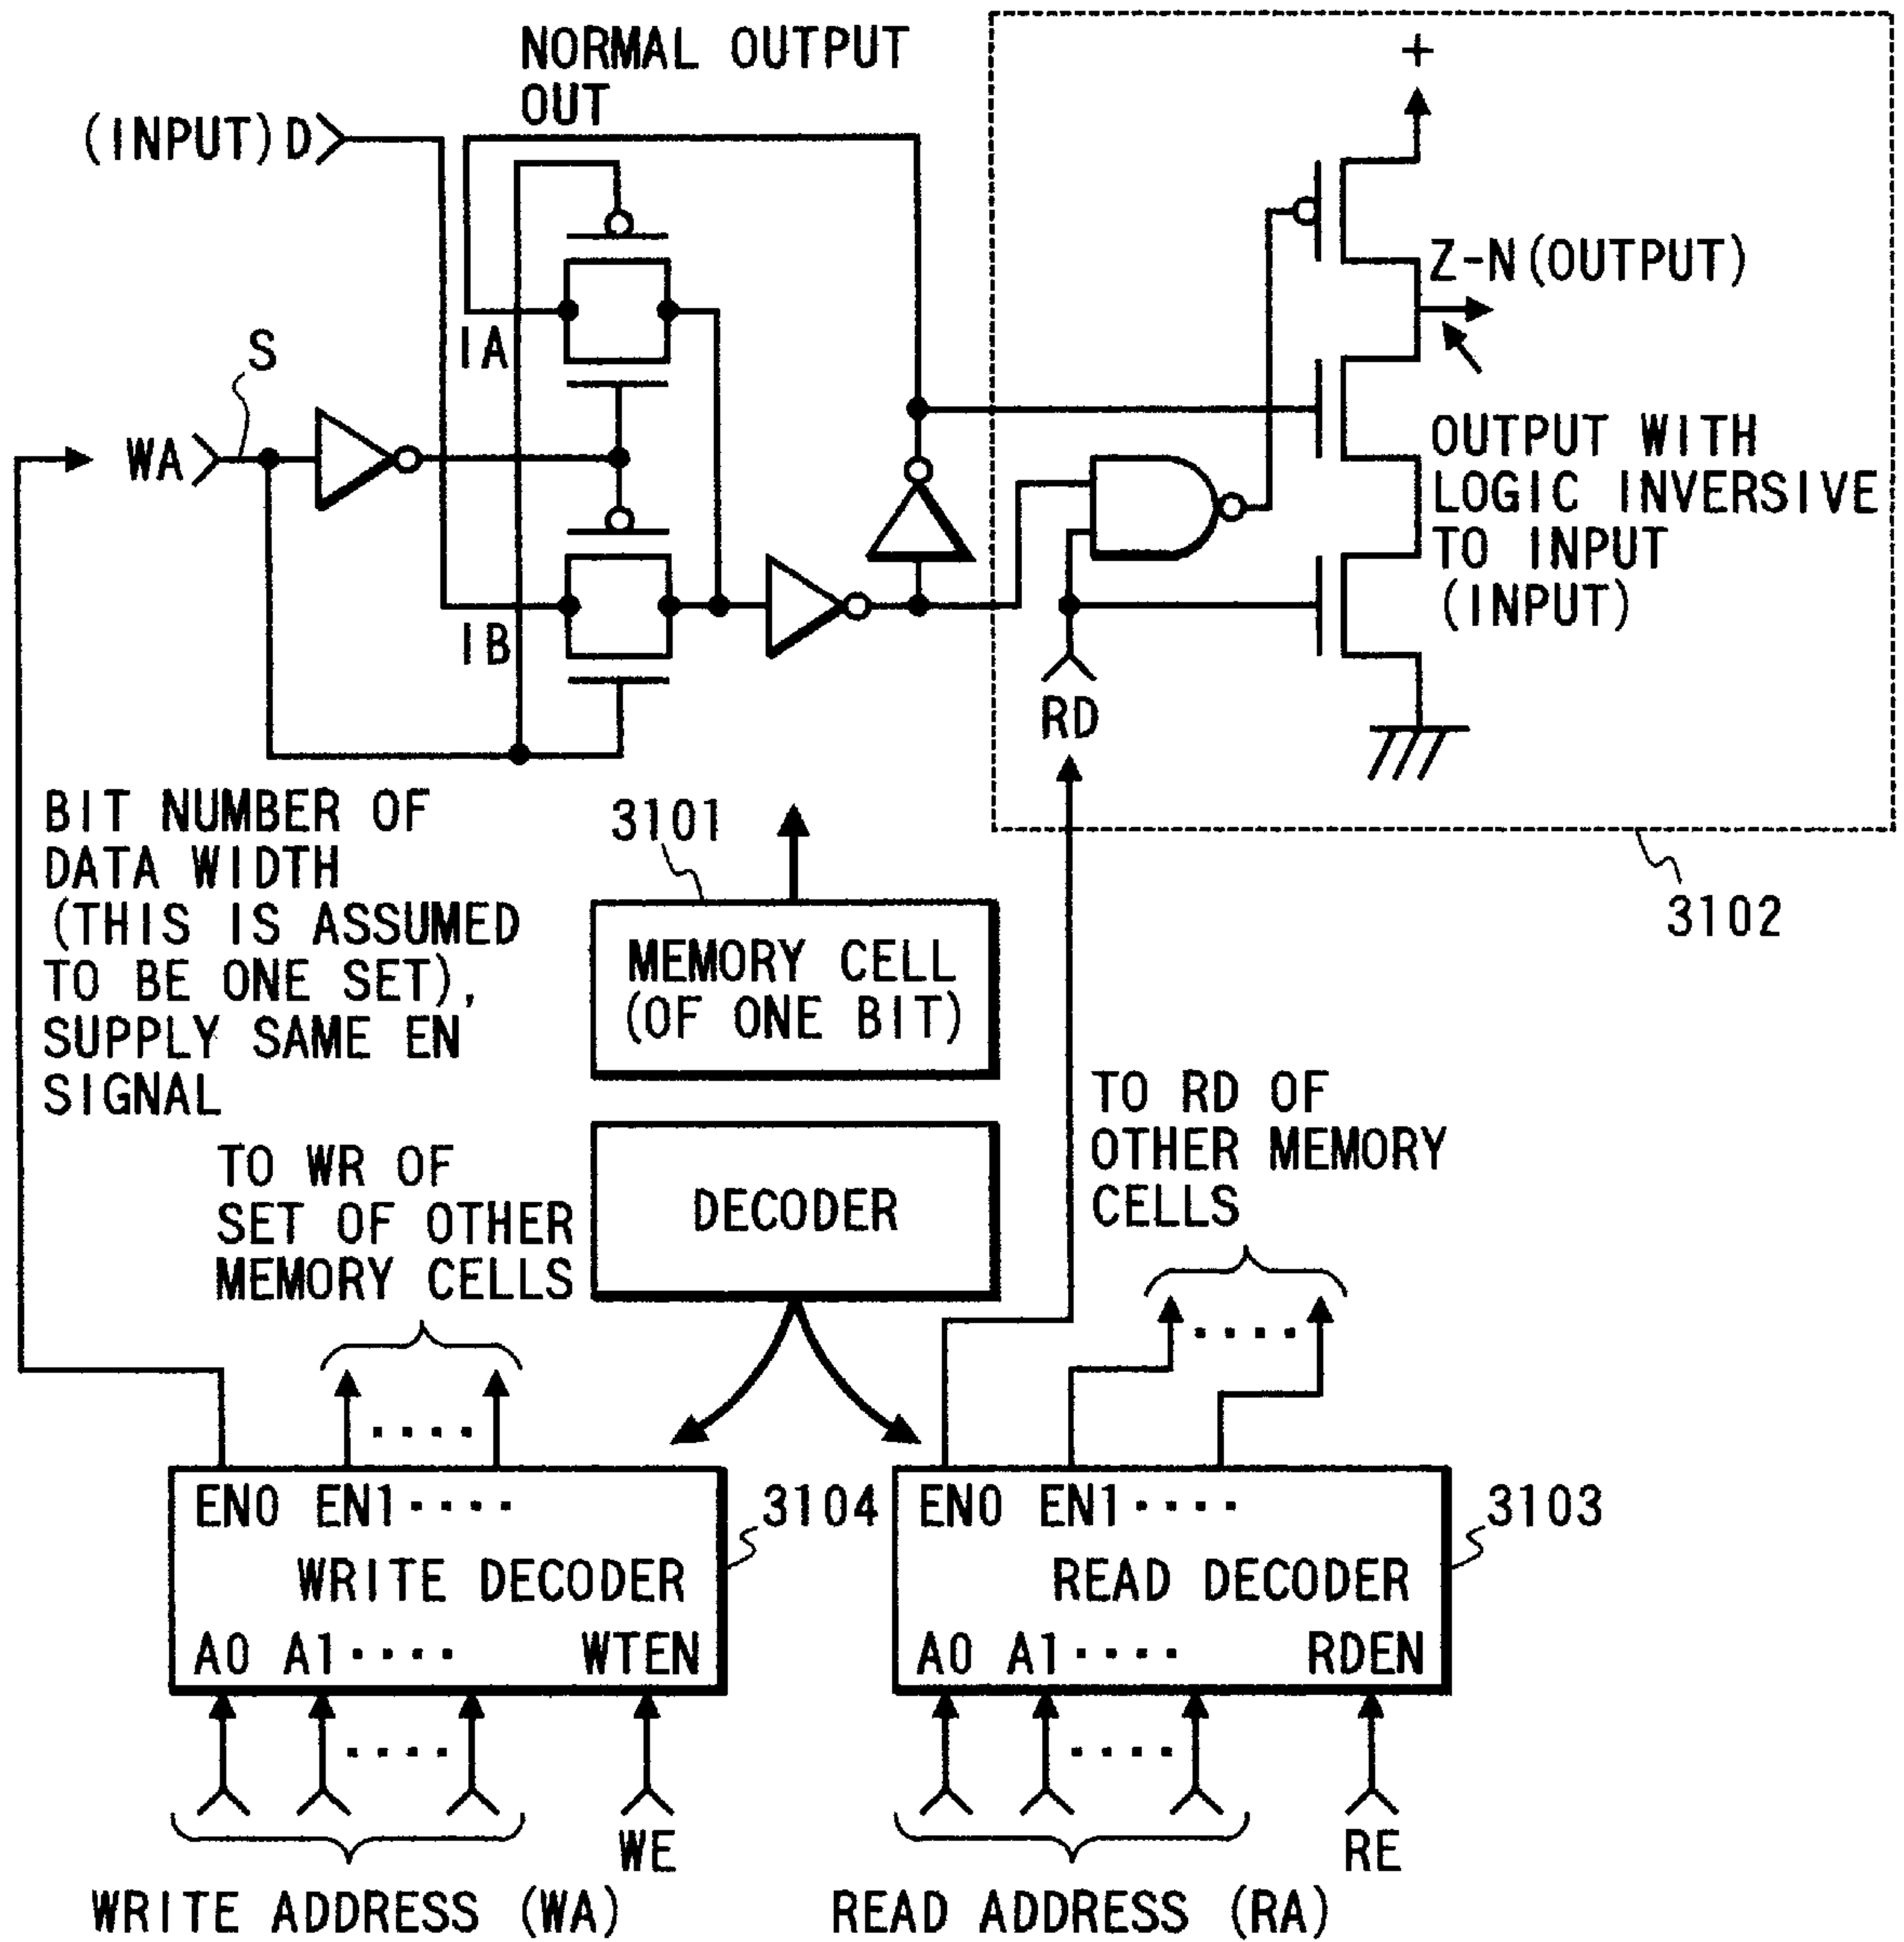 NORMAL OUTPUT
OUT
+
(INPUT) D
Z-N (OUTPUT)
IA
S
WA
OUTPUT WITH
LOGIC INVERSIVE
TO INPUT
(INPUT)
IB
RD
BIT NUMBER OF
DATA WIDTH
(THIS IS ASSUMED
TO BE ONE SET),
SUPPLY SAME EN
SIGNAL
3101
3102
MEMORY CELL
(OF ONE BIT)
TO RD OF
OTHER MEMORY
CELLS
TO WR OF
SET OF OTHER
MEMORY CELLS
DECODER
EN0 EN1 ····
3104
WRITE DECODER
A0 A1 ···· WTEN
EN0 EN1 ····
3103
READ DECODER
A0 A1 ···· RDEN
WE
RE
WRITE ADDRESS (WA)
READ ADDRESS (RA)